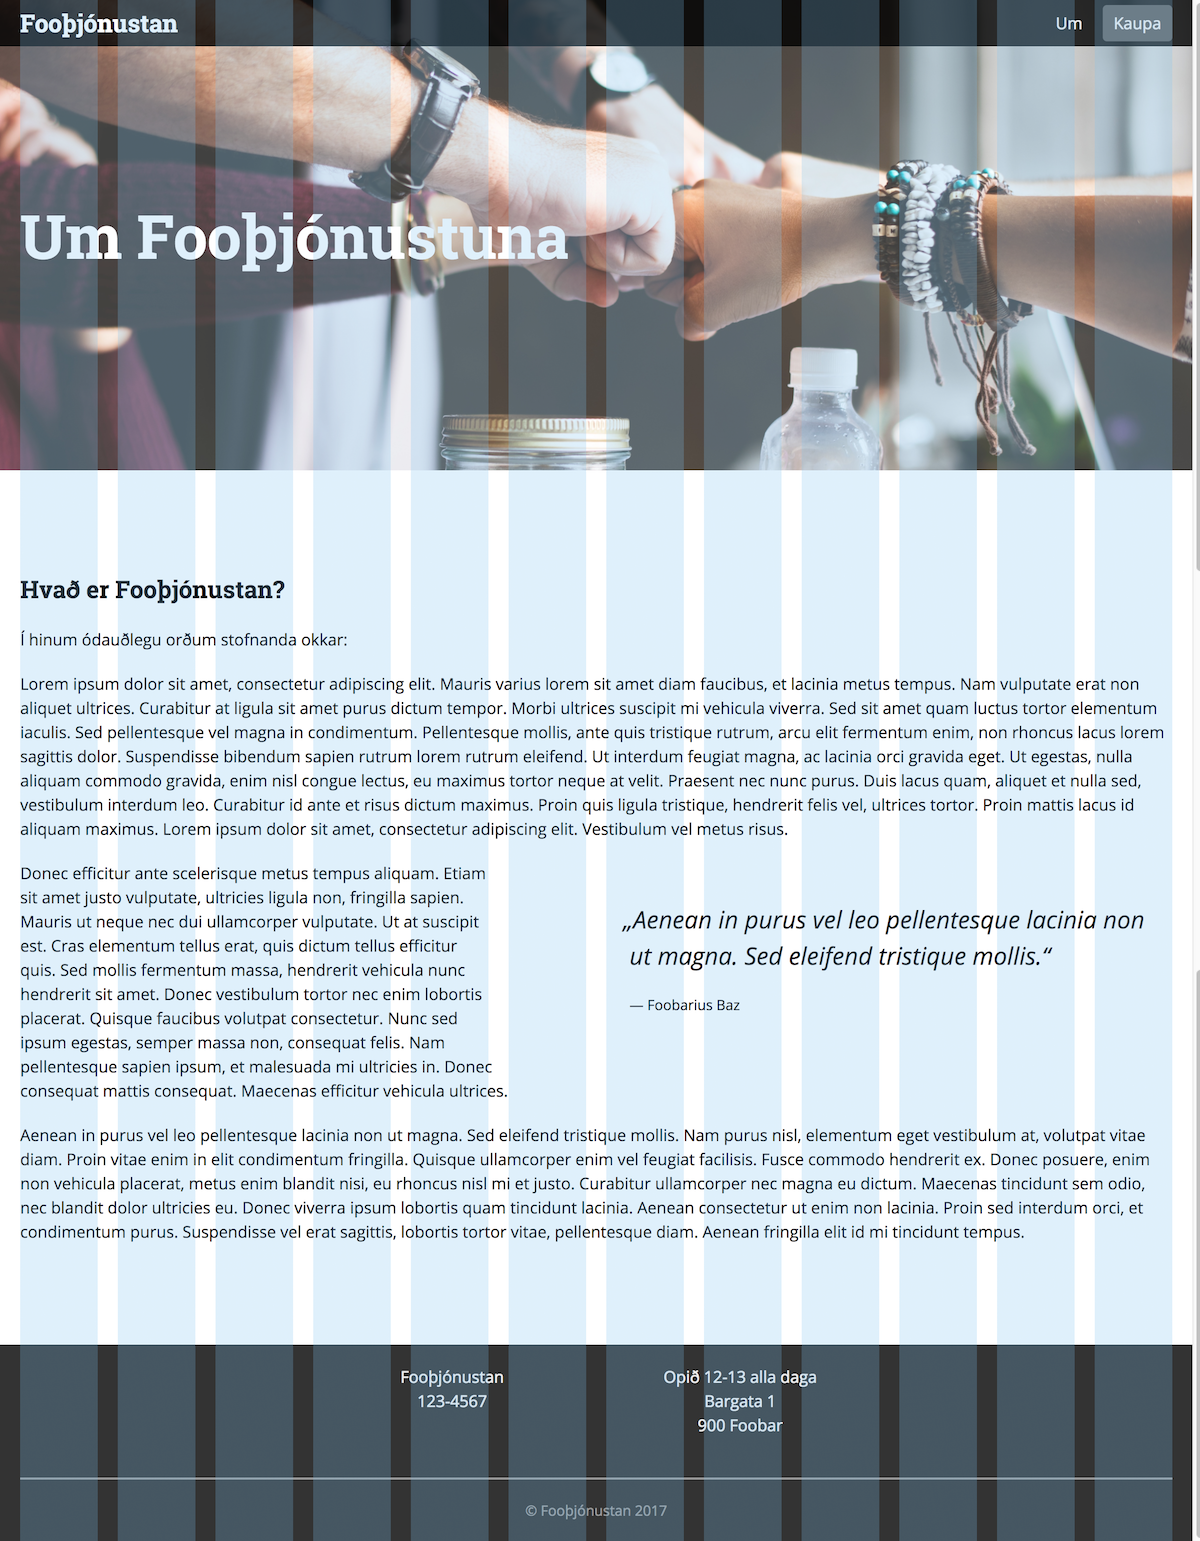 Fooþjónustan
Um
Kaupa
Um Fooþjónustuna
Hvað er Fooþjónustan?
Í hinum ódauðlegu orðum stofnanda okkar:
Lorem ipsum dolor sit amet, consectetur adipiscing elit. Mauris varius lorem sit amet diam faucibus, et lacinia metus tempus. Nam vulputate erat non
aliquet ultrices. Curabitur at ligula sit amet purus dictum tempor. Morbi ultrices suscipit mi vehicula viverra. Sed sit amet quam luctus tortor elementum
iaculis. Sed pellentesque vel magna in condimentum. Pellentesque mollis, ante quis tristique rutrum, arcu elit fermentum enim, non rhoncus lacus lorem
sagittis dolor. Suspendisse bibendum sapien rutrum lorem rutrum eleifend. Ut interdum feugiat magna, ac lacinia orci gravida eget. Ut egestas, nulla
aliquam commodo gravida, enim nisl congue lectus, eu maximus tortor neque at velit. Praesent nec nunc purus. Duis lacus quam, aliquet et nulla sed,
vestibulum interdum leo. Curabitur id ante et risus dictum maximus. Proin quis ligula tristique, hendrerit felis vel, ultrices tortor. Proin mattis lacus id
aliquam maximus. Lorem ipsum dolor sit amet, consectetur adipiscing elit. Vestibulum vel metus risus.
Donec efficitur ante scelerisque metus tempus aliquam. Etiam
sit amet justo vulputate, ultricies ligula non, fringilla sapien.
Mauris ut neque nec dui ullamcorper vulputate. Ut at suscipit
est. Cras elementum tellus erat, quis dictum tellus efficitur
quis. Sed mollis fermentum massa, hendrerit vehicula nunc
hendrerit sit amet. Donec vestibulum tortor nec enim lobortis
placerat. Quisque faucibus volutpat consectetur. Nunc sed
ipsum egestas, semper massa non, consequat felis. Nam
pellentesque sapien ipsum, et malesuada mi ultricies in. Donec
consequat mattis consequat. Maecenas efficitur vehicula ultrices.
„Aenean in purus vel leo pellentesque lacinia non
ut magna. Sed eleifend tristique mollis.“
— Foobarius Baz
Aenean in purus vel leo pellentesque lacinia non ut magna. Sed eleifend tristique mollis. Nam purus nisl, elementum eget vestibulum at, volutpat vitae
diam. Proin vitae enim in elit condimentum fringilla. Quisque ullamcorper enim vel feugiat facilisis. Fusce commodo hendrerit ex. Donec posuere, enim
non vehicula placerat, metus enim blandit nisi, eu rhoncus nisl mi et justo. Curabitur ullamcorper nec magna eu dictum. Maecenas tincidunt sem odio,
nec blandit dolor ultricies eu. Donec viverra ipsum lobortis quam tincidunt lacinia. Aenean consectetur ut enim non lacinia. Proin sed interdum orci, et
condimentum purus. Suspendisse vel erat sagittis, lobortis tortor vitae, pellentesque diam. Aenean fringilla elit id mi tincidunt tempus.
Fooþjónustan
123-4567
Opið 12-13 alla daga
Bargata 1
900 Foobar
© Fooþjónustan 2017